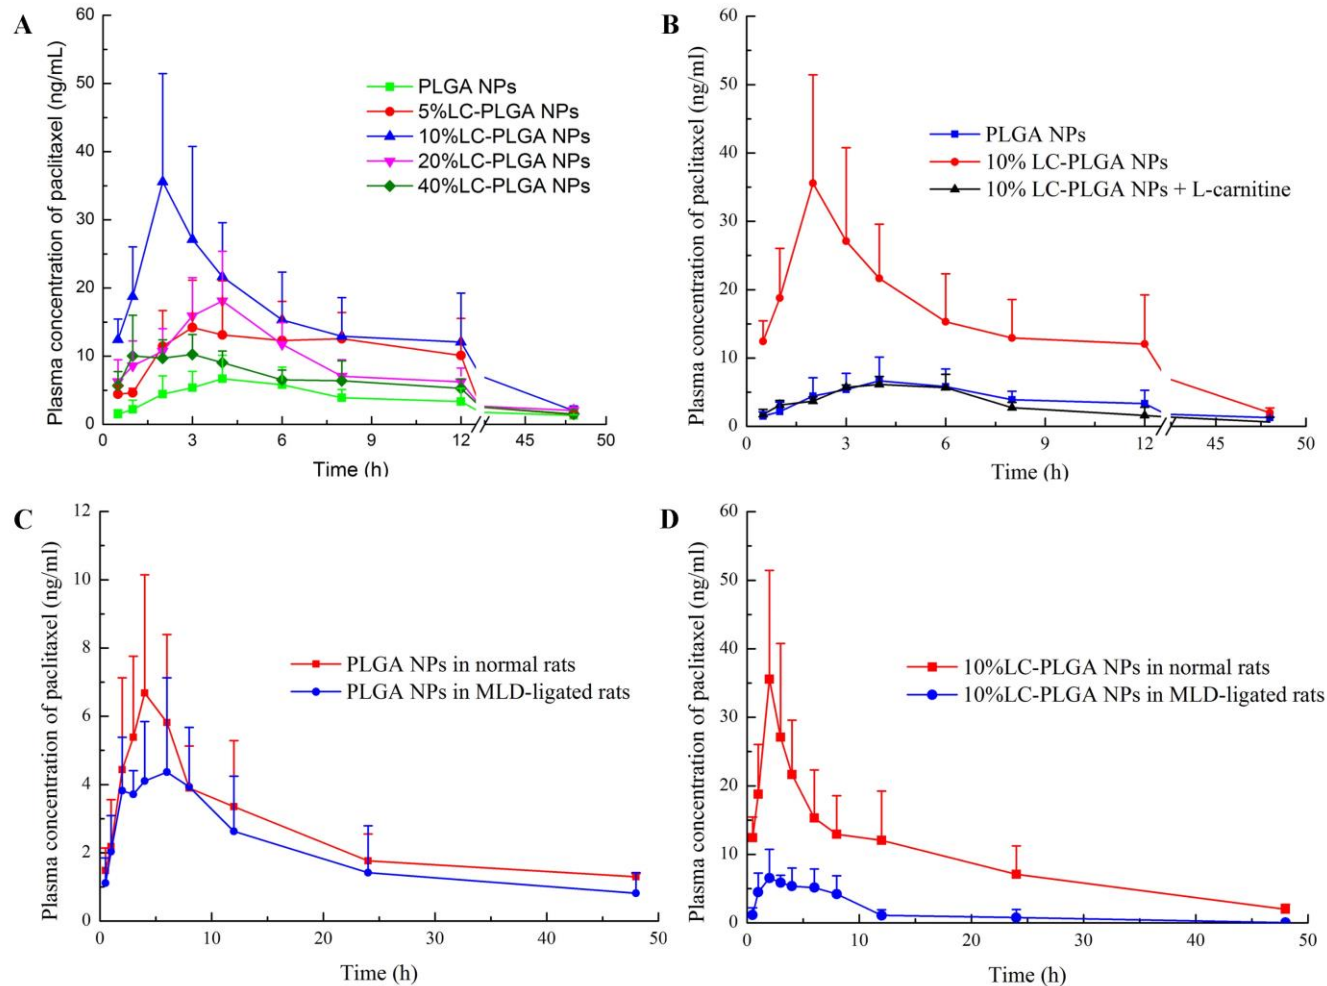 A
Plasma concentration of paclitaxel (ng/mL)
60
50
40
30
20
10
0
PLGA NPs
5%LC-PLGA NPs
10%LC-PLGA NPs
20%LC-PLGA NPs
40%LC-PLGA NPs
0 3 6 9 12 45 50
Time (h)
B
Plasma concentration of paclitaxel (ng/ml)
60
50
40
30
20
10
0
PLGA NPs
10% LC-PLGA NPs
10% LC-PLGA NPs + L-carnitine
0 3 6 9 12 45 50
Time (h)
C
Plasma concentration of paclitaxel (ng/ml)
12
10
8
6
4
2
0
PLGA NPs in normal rats
PLGA NPs in MLD-ligated rats
0 10 20 30 40 50
Time (h)
D
Plasma concentration of paclitaxel (ng/ml)
60
50
40
30
20
10
0
10%LC-PLGA NPs in normal rats
10%LC-PLGA NPs in MLD-ligated rats
0 10 20 30 40 50
Time (h)